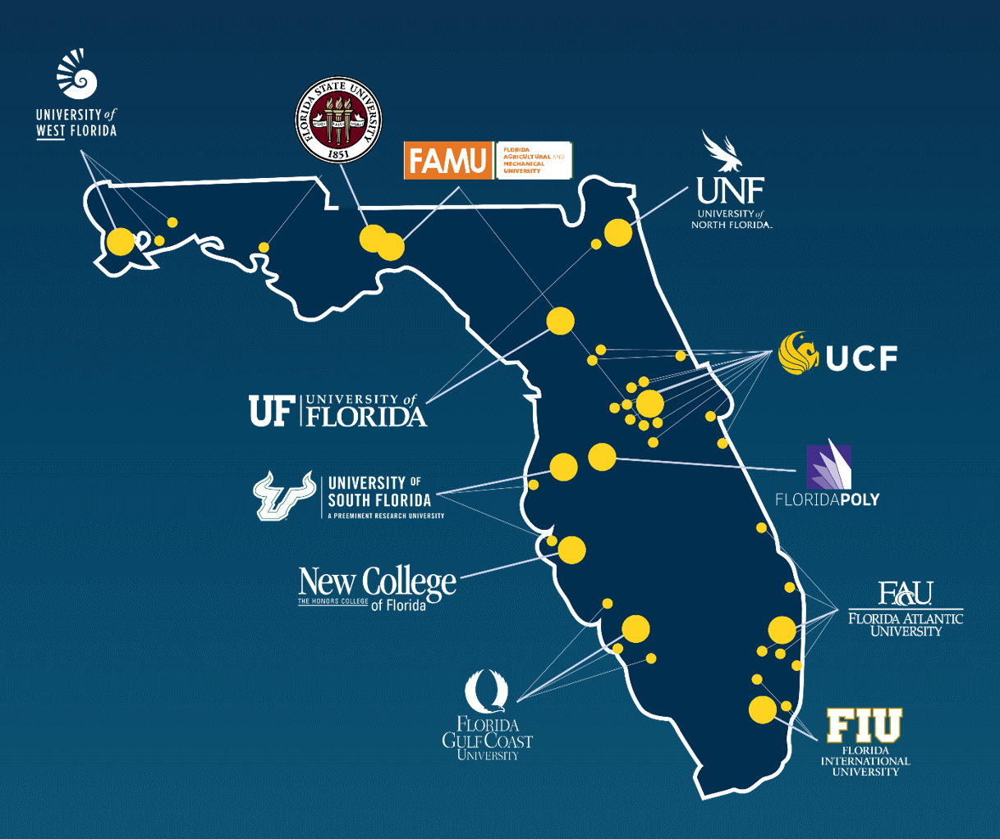 UNIVERSITY of
WEST FLORIDA
FLORIDA STATE UNIVERSITY
1851
FAMU
FLORIDA
AGRICULTURAL AND
MECHANICAL
UNIVERSITY
UNF
UNIVERSITY of
NORTH FLORIDA
UCF
UF
UNIVERSITY of
FLORIDA
UNIVERSITY OF
SOUTH FLORIDA
A PREEMINENT RESEARCH UNIVERSITY
FLORIDAPOLY
New College
THE HONORS COLLEGE
of Florida
FAU
FLORIDA ATLANTIC
UNIVERSITY
FLORIDA
GULF COAST
UNIVERSITY
FIU
FLORIDA
INTERNATIONAL
UNIVERSITY